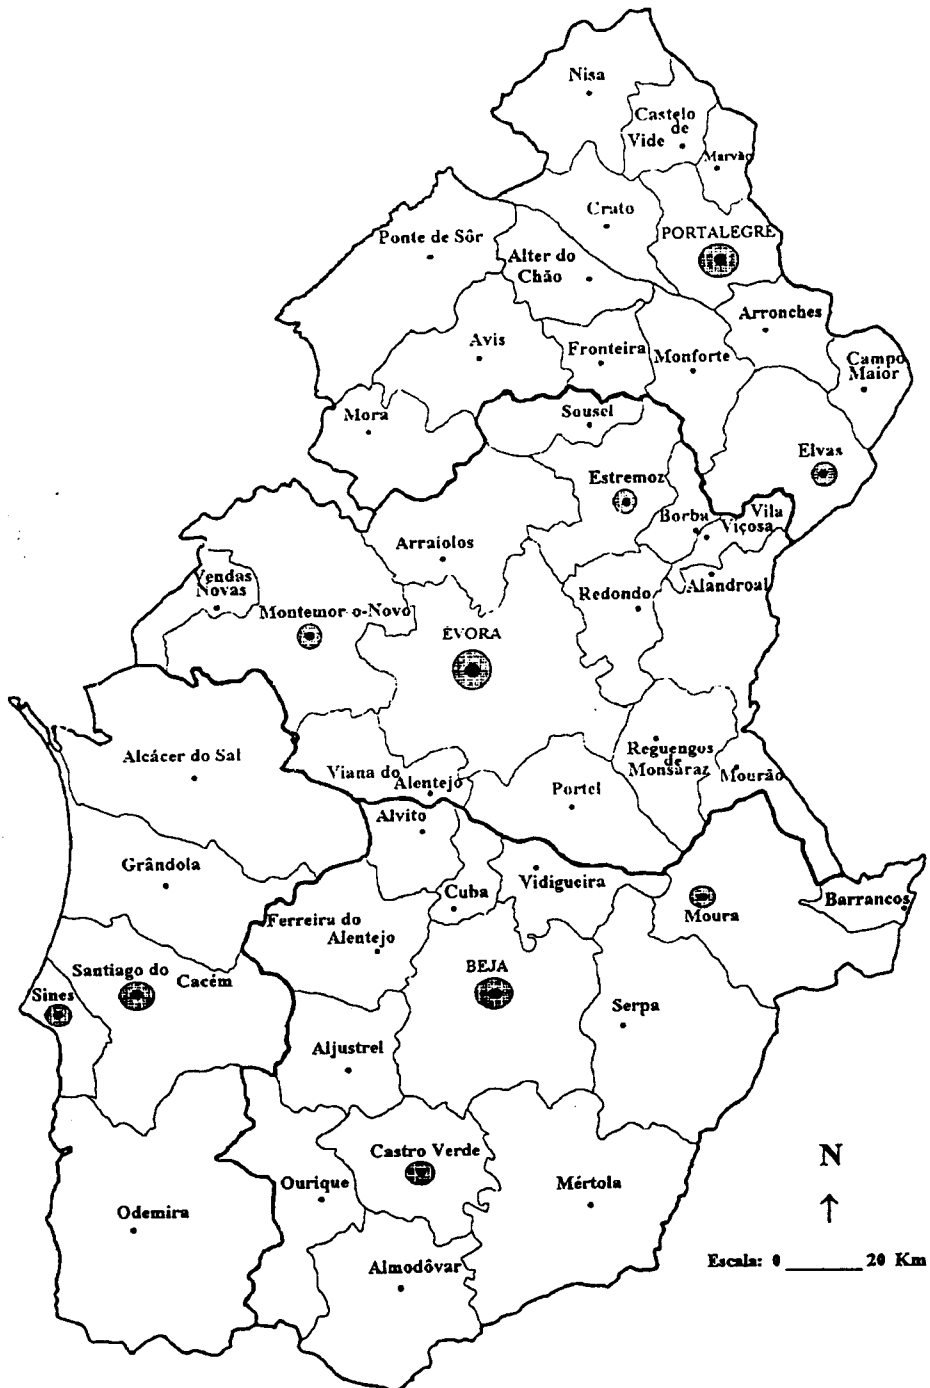 Nisa
Castelo
de
Vide
Marvão
Crato
PORTALEGRE
Ponte de Sôr
Alter do
Chão
Arronches
Avis
Fronteira
Monforte
Campo
Maior
Mora
Sousel
Elvas
Estremoz
Borba
Vila
Viçosa
Arraiolos
Vendas
Novas
Redondo
Alandroal
Montemor-o-Novo
ÉVORA
Alcácer do Sal
Viana do
Alentejo
Reguengos
de
Monsaraz
Mourão
Portel
Alvito
Grândola
Cuba
Vidigueira
Moura
Barrancos
Ferreira do
Alentejo
Santiago do
Cacém
Sines
BEJA
Serpa
Aljustrel
Castro Verde
Ourique
Mértola
Odemira
Almodôvar
N
Escala: 0 20 Km